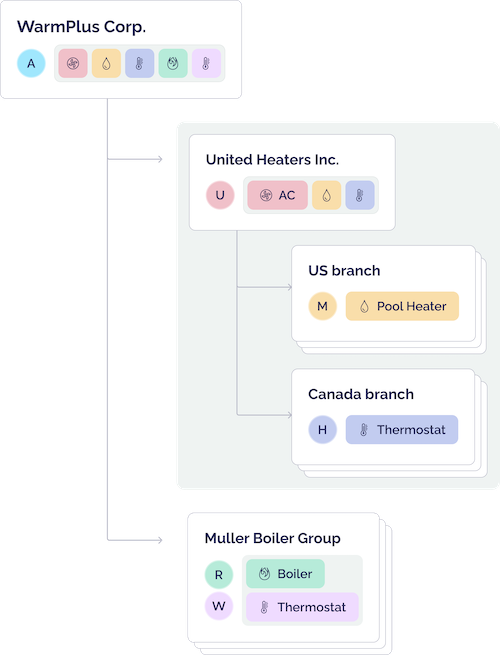 WarmPlus Corp.
A
United Heaters Inc.
U AC
US branch
M Pool Heater
Canada branch
H Thermostat
Muller Boiler Group
R Boiler
W Thermostat